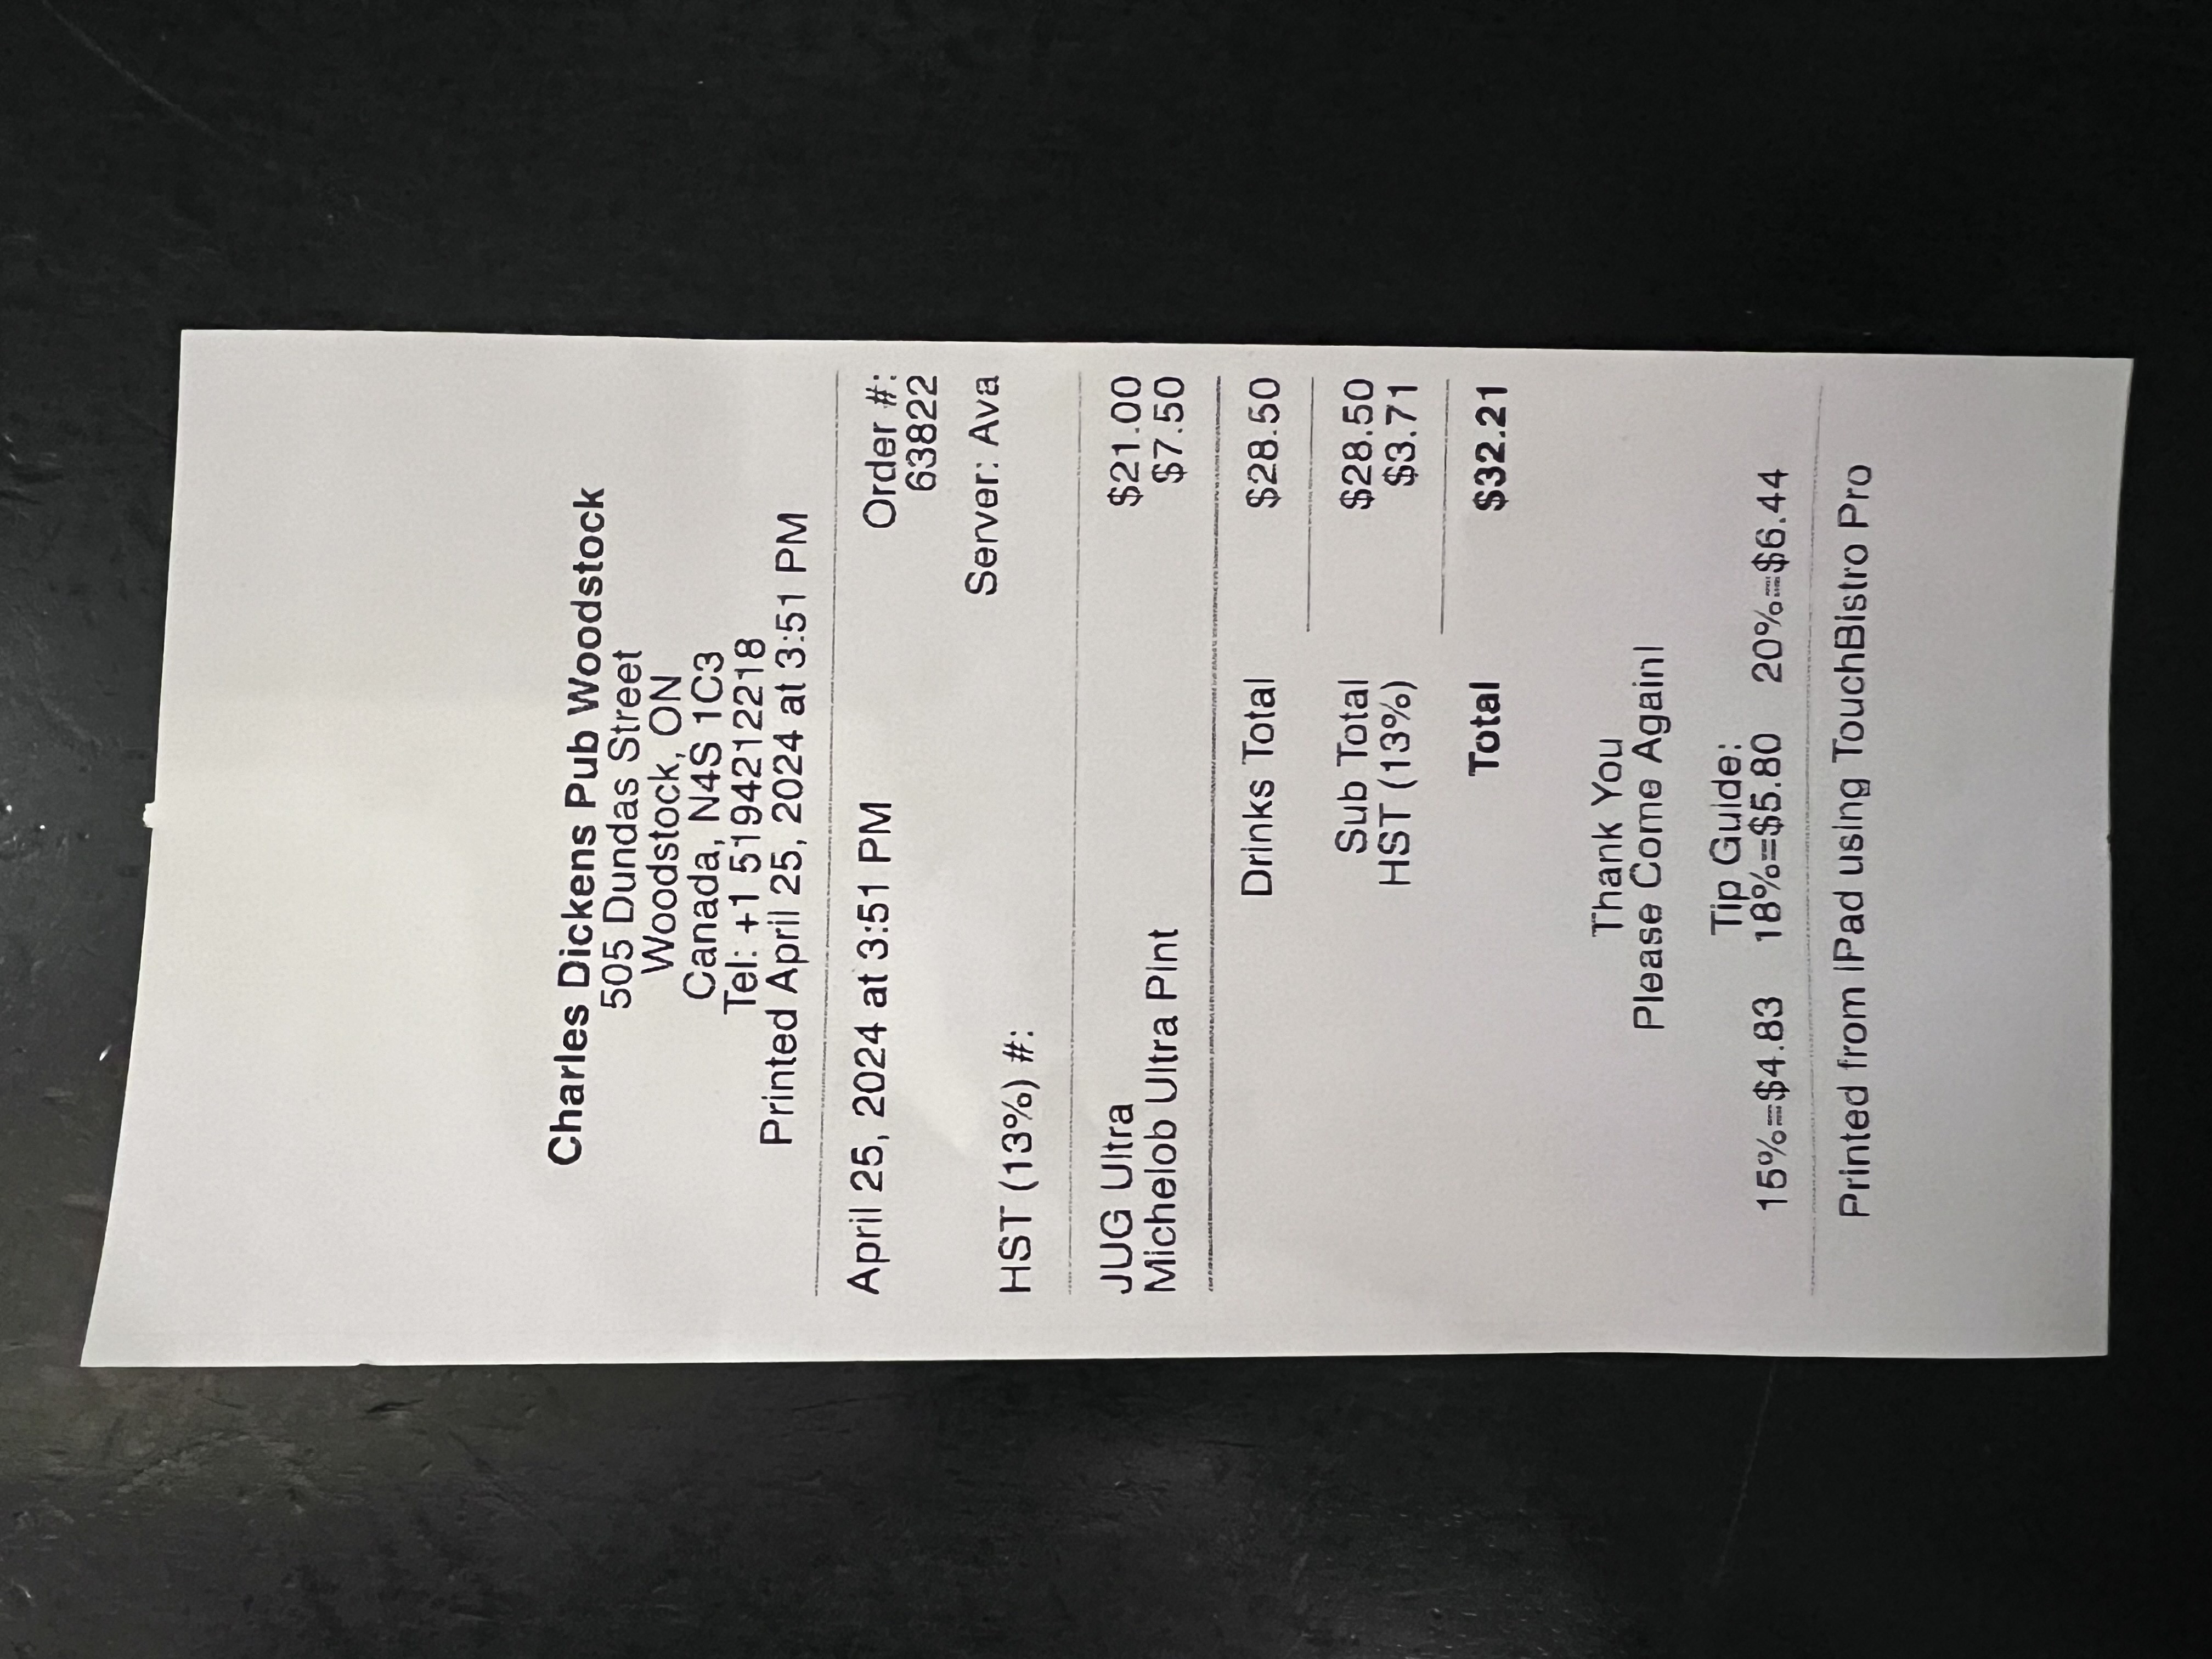 Charles Dickens Pub Woodstock
505 Dundas Street
Woodstock, ON
Canada, N4S 1C3
Tel: +1 5194212218
Printed April 25, 2024 at 3:51 PM
April 25, 2024 at 3:51 PM Order #:
63822
Server: Ava
HST (13%) #:
JUG Ultra $21.00
Michelob Ultra Pint $7.50
Drinks Total $28.50
Sub Total $28.50
HST (13%) $3.71
Total $32.21
Thank You
Please Come Again!
Tip Guide:
15%=$4.83 18%=$5.80 20%=$6.44
Printed from iPad using TouchBistro Pro